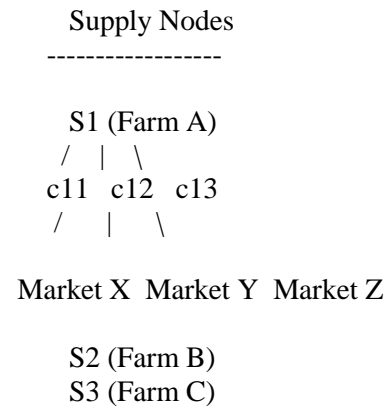 Supply Nodes
------------------
S1 (Farm A)
/ | \
c11 c12 c13
/ | \
Market X Market Y Market Z
S2 (Farm B)
S3 (Farm C)